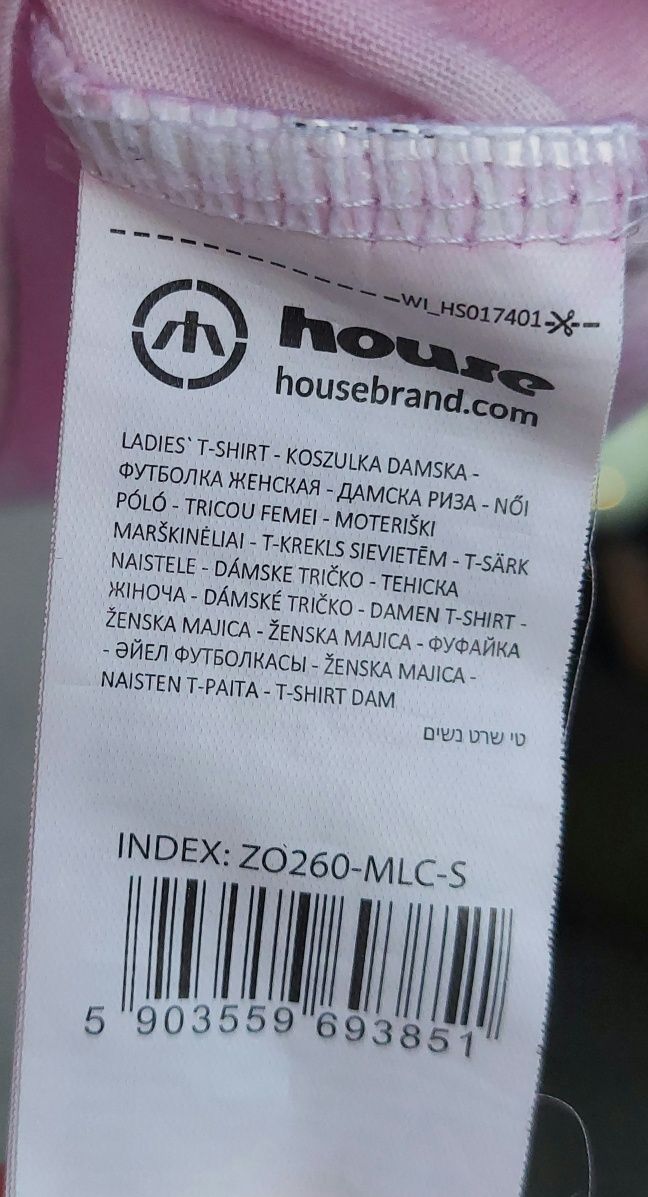 WI_HS017401
house
housebrand.com
LADIES` T-SHIRT - KOSZULKA DAMSKA -
ФУТБОЛКА ЖЕНСКАЯ - ДАМСКА РИЗА - NŐI
PÓLÓ - TRICOU FEMEI - MOTERIŠKI
MARŠKINĖLIAI - T-KREKLS SIEVIETĒM - T-SÄRK
NAISTELE - DÁMSKE TRIČKO - ТЕНІСКА
ЖІНОЧА - DÁMSKÉ TRIČKO - DAMEN T-SHIRT -
ŽENSKA MAJICA - ŽENSKA MAJICA - ФУФАЙКА
- ӘЙЕЛ ФУТБОЛКАСЫ - ŽENSKA MAJICA -
NAISTEN T-PAITA - T-SHIRT DAM
טי שרט נשים
INDEX: ZO260-MLC-S
5 903559 693851